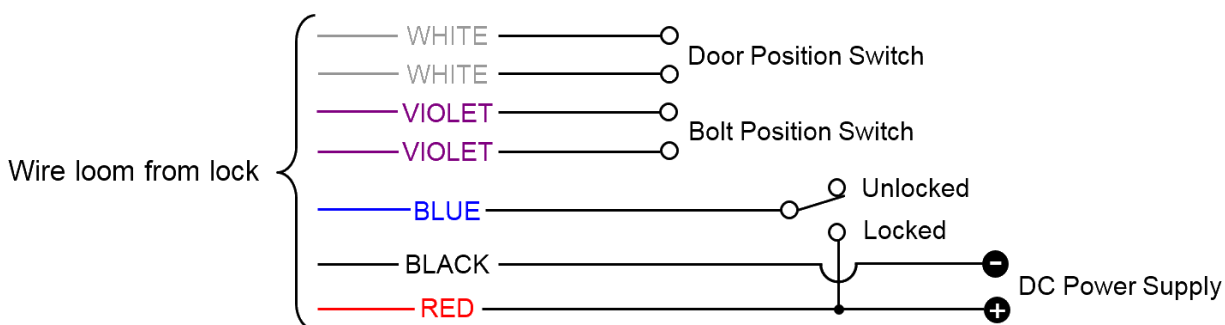 WHITE
Door Position Switch
WHITE
VIOLET
Bolt Position Switch
VIOLET
Wire loom from lock
Unlocked
BLUE
Locked
BLACK
-
DC Power Supply
RED
+